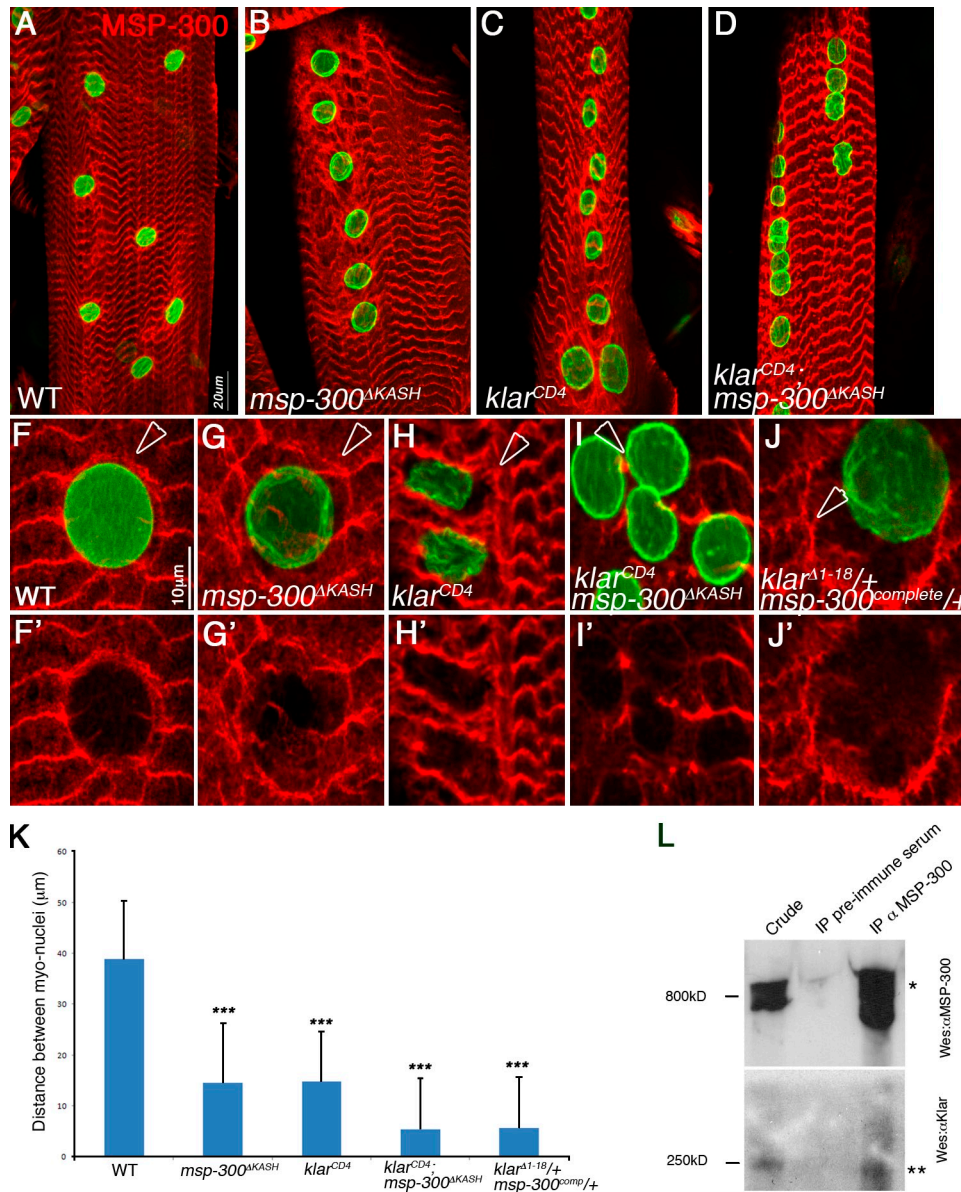 A MSP-300 B C D
WT 20um msp-300ΔKASH klarCD4 klarCD4;
msp-300ΔKASH
F G H I J
WT 10μm msp-300ΔKASH klarCD4 klarCD4
msp-300ΔKASH klarΔ1-18/+
msp-300complete/+
F' G' H' I' J'
K
Distance between myo-nuclei (μm)
60
50
40
30
20
10
0
*** *** *** ***
WT msp-300ΔKASH klarCD4 klarCD4;
msp-300ΔKASH klarΔ1-18/+
msp-300comp/+
L
Crude IP pre-immune serum IP α MSP-300
800kD * Wes:αMSP-300
250kD ** Wes:αKlar